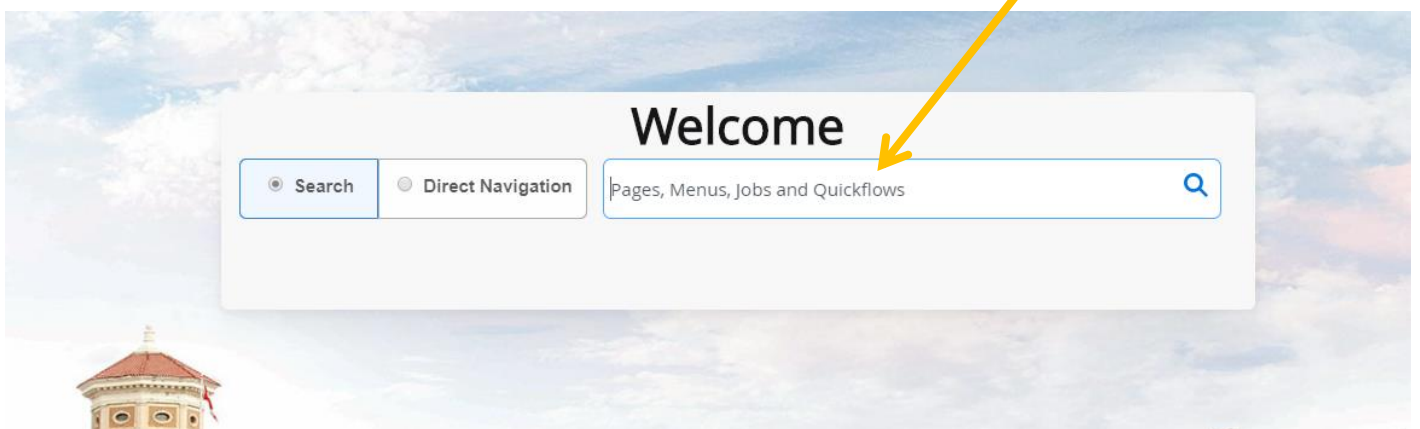 Welcome
Search
Direct Navigation
Pages, Menus, Jobs and Quickflows